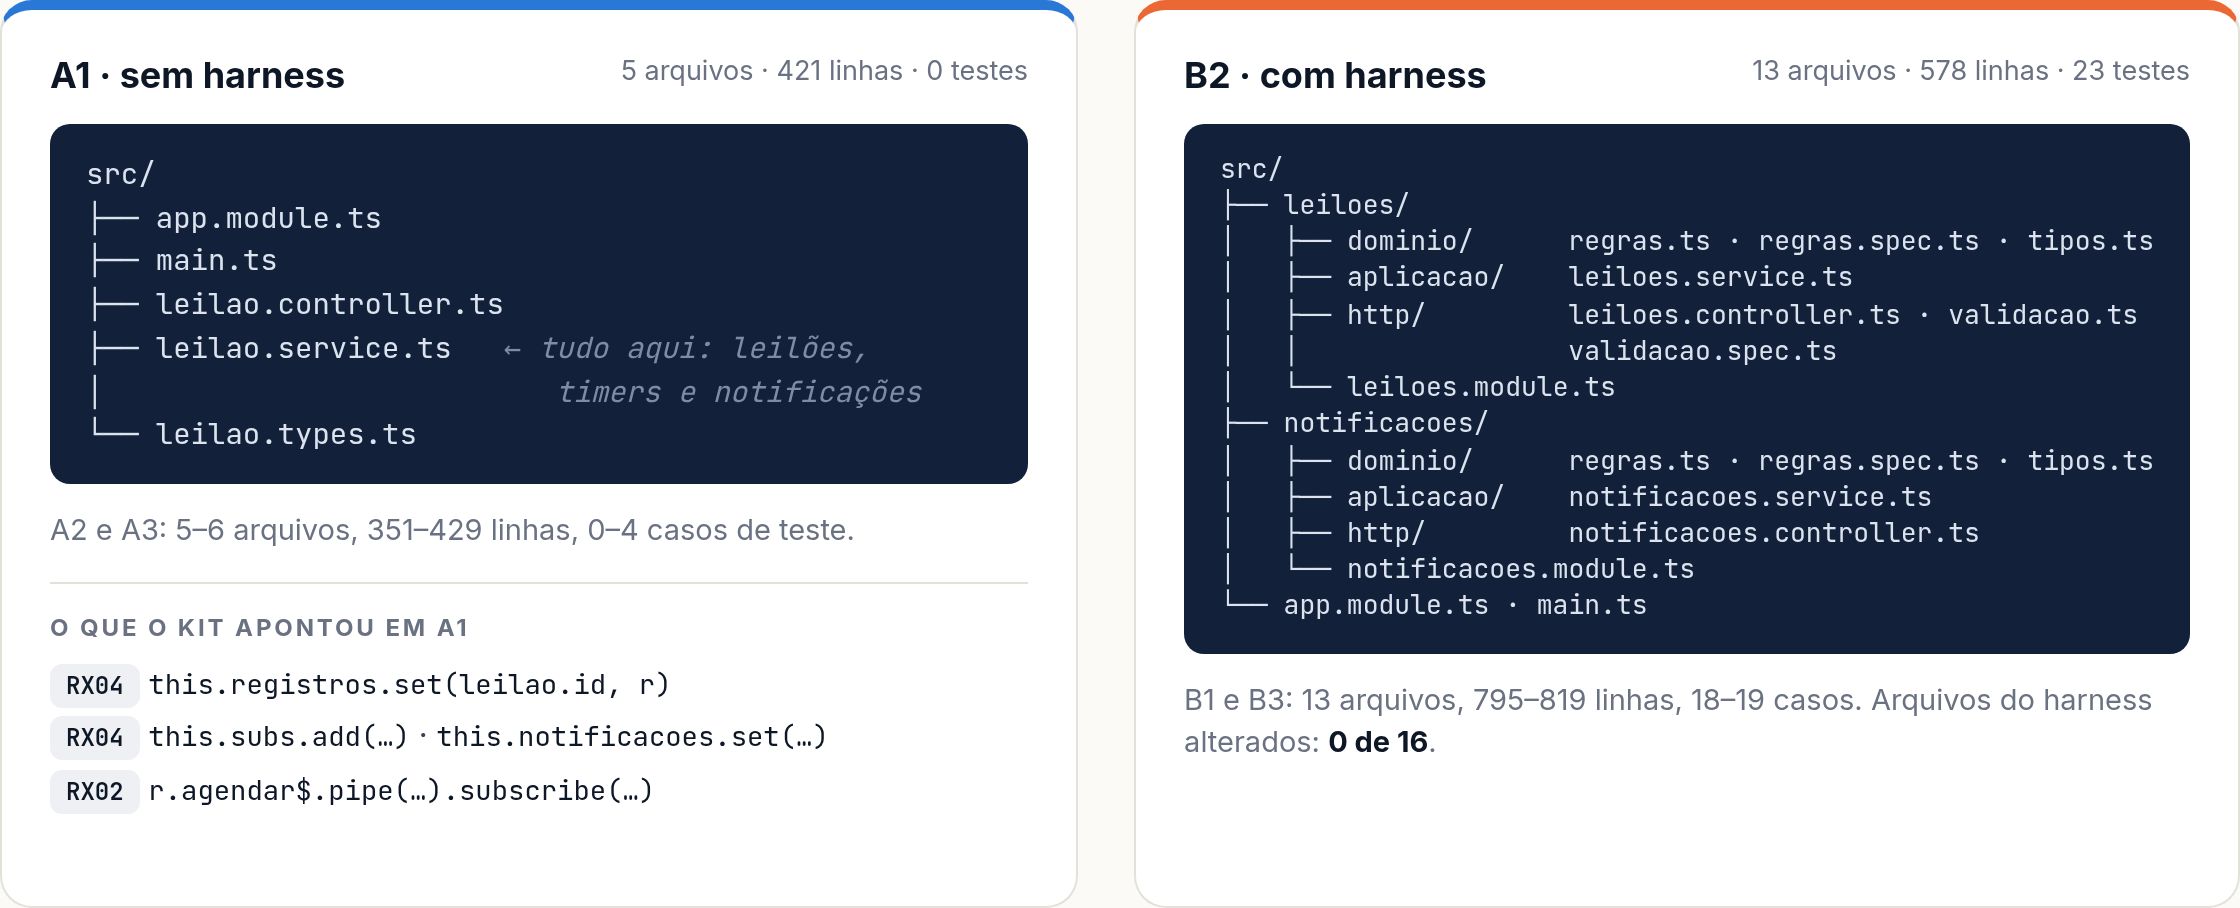 A1 · sem harness
5 arquivos · 421 linhas · 0 testes
src/
├── app.module.ts
├── main.ts
├── leilao.controller.ts
├── leilao.service.ts   ← tudo aqui: leilões,
│                          timers e notificações
└── leilao.types.ts
A2 e A3: 5–6 arquivos, 351–429 linhas, 0–4 casos de teste.
O QUE O KIT APONTOU EM A1
RX04 this.registros.set(leilao.id, r)
RX04 this.subs.add(…) · this.notificacoes.set(…)
RX02 r.agendar$.pipe(…).subscribe(…)
B2 · com harness
13 arquivos · 578 linhas · 23 testes
src/
├── leiloes/
│   ├── dominio/      regras.ts · regras.spec.ts · tipos.ts
│   ├── aplicacao/    leiloes.service.ts
│   ├── http/         leiloes.controller.ts · validacao.ts
│   │                 validacao.spec.ts
│   └── leiloes.module.ts
├── notificacoes/
│   ├── dominio/      regras.ts · regras.spec.ts · tipos.ts
│   ├── aplicacao/    notificacoes.service.ts
│   ├── http/         notificacoes.controller.ts
│   └── notificacoes.module.ts
└── app.module.ts · main.ts
B1 e B3: 13 arquivos, 795–819 linhas, 18–19 casos. Arquivos do harness
alterados: 0 de 16.